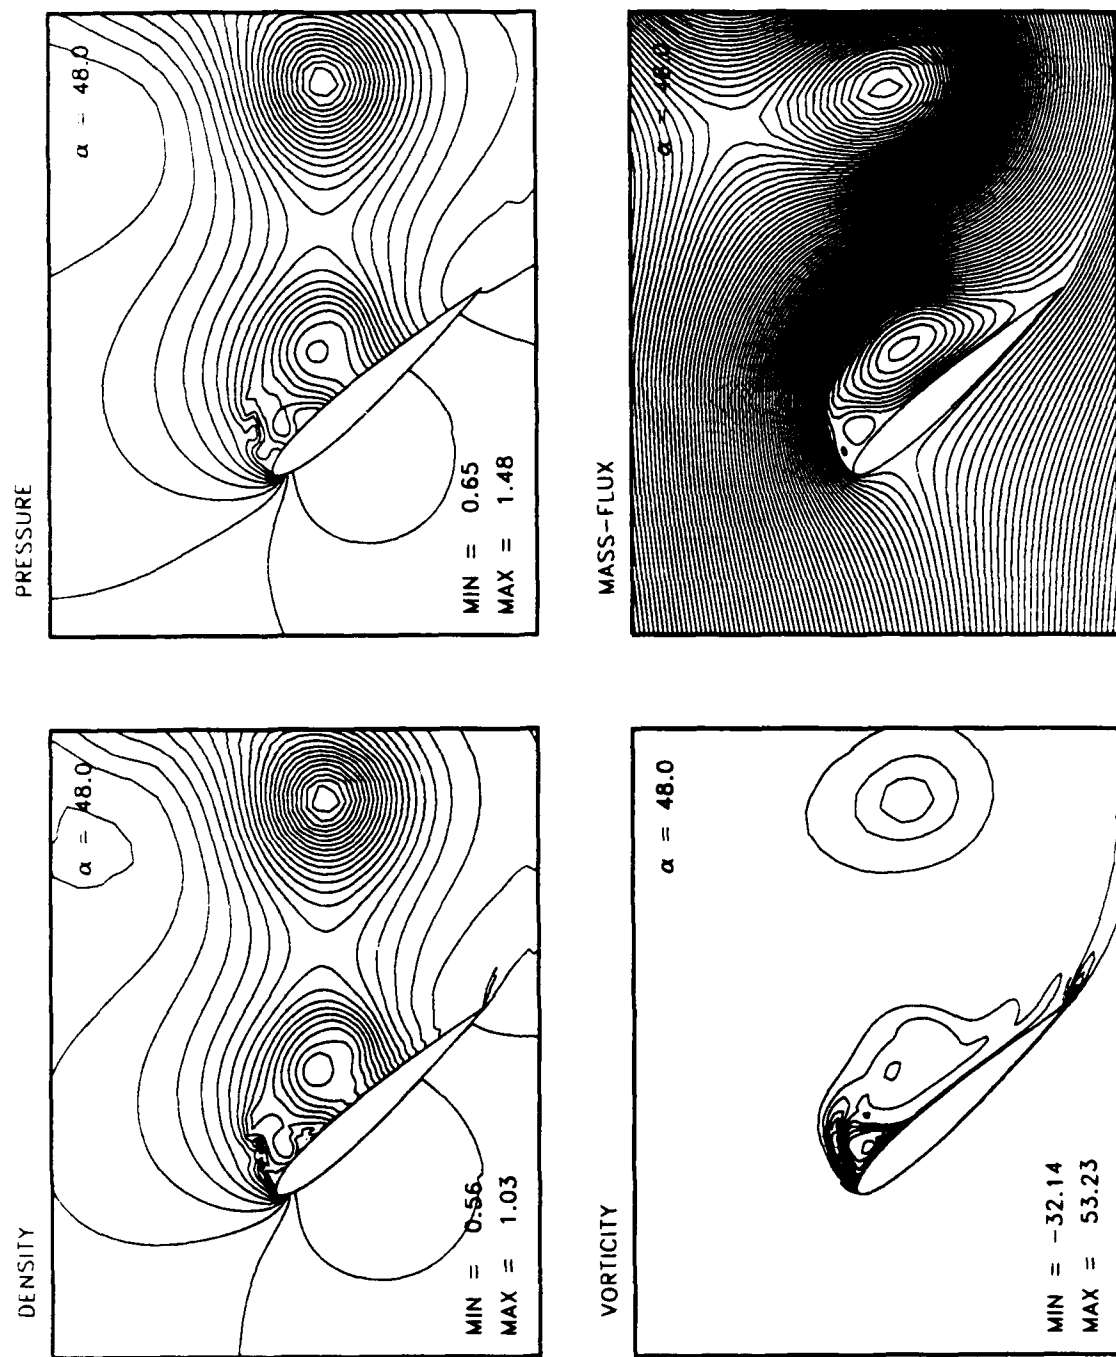 DENSITY
α = 48.0
MIN = 0.56
MAX = 1.03
PRESSURE
α = 48.0
MIN = 0.65
MAX = 1.48
VORTICITY
α = 48.0
MIN = -32.14
MAX = 53.23
MASS-FLUX
α = 48.0